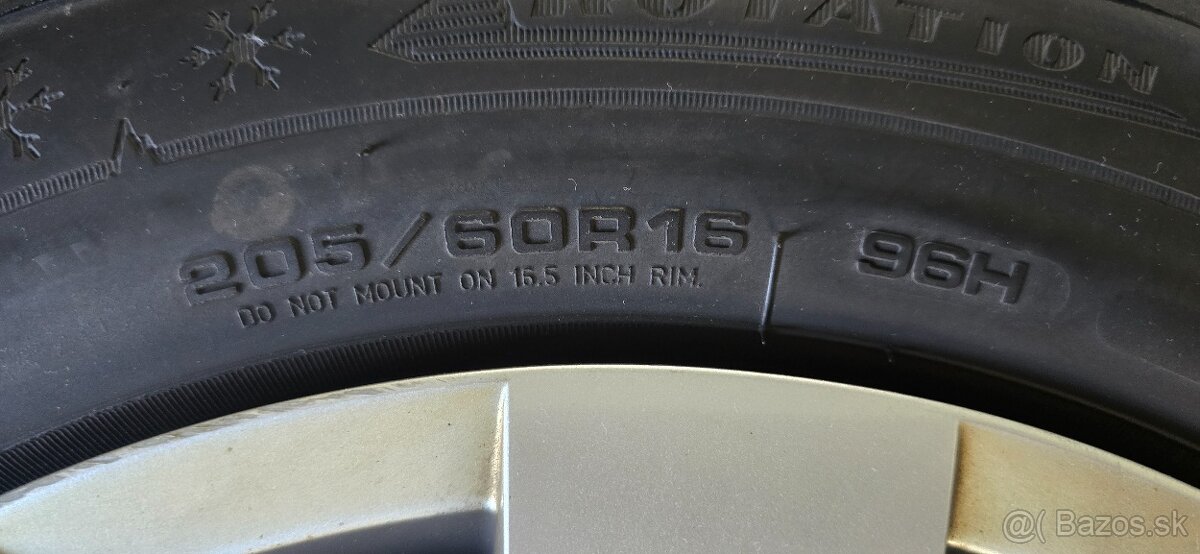 ROTATION
205/60R16 96H
DO NOT MOUNT ON 16.5 INCH RIM.
@( Bazos.sk